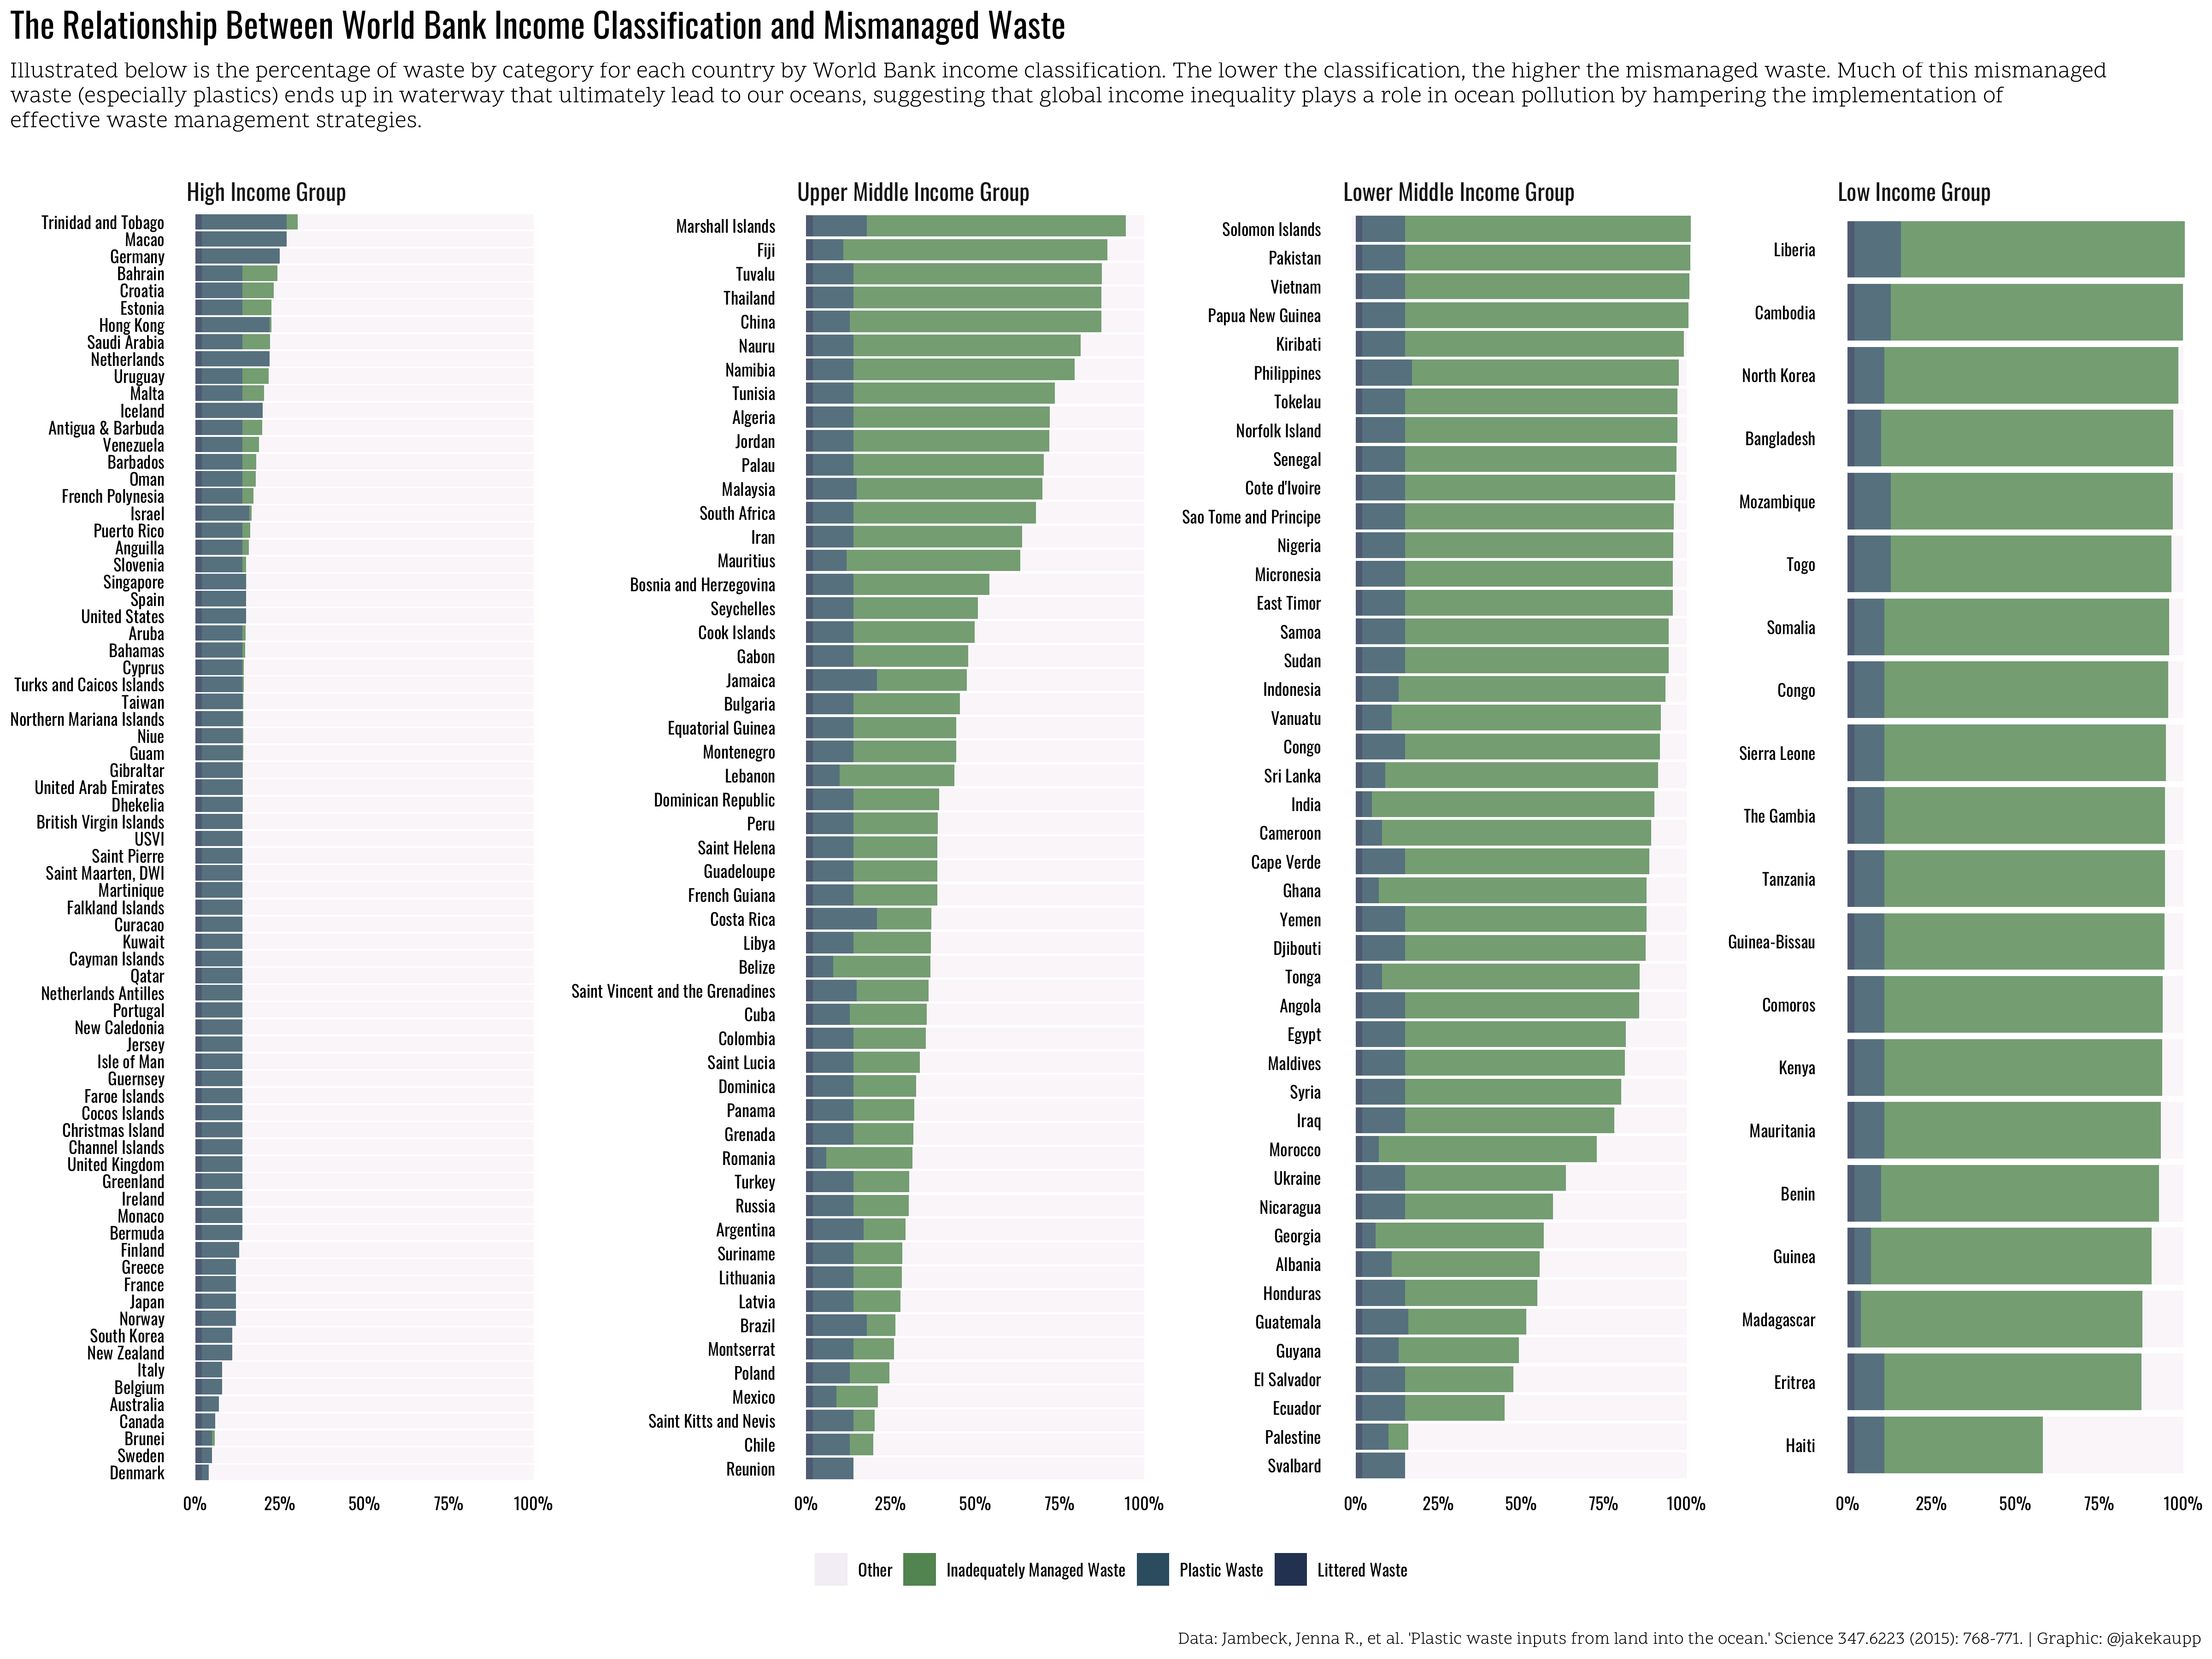 The Relationship Between World Bank Income Classification and Mismanaged Waste
Illustrated below is the percentage of waste by category for each country by World Bank income classification. The lower the classification, the higher the mismanaged waste. Much of this mismanaged
waste (especially plastics) ends up in waterway that ultimately lead to our oceans, suggesting that global income inequality plays a role in ocean pollution by hampering the implementation of
effective waste management strategies.
High Income Group
Trinidad and Tobago
Macao
Germany
Bahrain
Croatia
Estonia
Hong Kong
Saudi Arabia
Netherlands
Uruguay
Malta
Iceland
Antigua & Barbuda
Venezuela
Barbados
Oman
French Polynesia
Israel
Puerto Rico
Anguilla
Slovenia
Singapore
Spain
United States
Aruba
Bahamas
Cyprus
Turks and Caicos Islands
Taiwan
Northern Mariana Islands
Niue
Guam
Gibraltar
United Arab Emirates
Dhekelia
British Virgin Islands
USVI
Saint Pierre
Saint Maarten, DWI
Martinique
Falkland Islands
Curacao
Kuwait
Cayman Islands
Qatar
Netherlands Antilles
Portugal
New Caledonia
Jersey
Isle of Man
Guernsey
Faroe Islands
Cocos Islands
Christmas Island
Channel Islands
United Kingdom
Greenland
Ireland
Monaco
Bermuda
Finland
Greece
France
Japan
Norway
South Korea
New Zealand
Italy
Belgium
Australia
Canada
Brunei
Sweden
Denmark
0% 25% 50% 75% 100%
Upper Middle Income Group
Marshall Islands
Fiji
Tuvalu
Thailand
China
Nauru
Namibia
Tunisia
Algeria
Jordan
Palau
Malaysia
South Africa
Iran
Mauritius
Bosnia and Herzegovina
Seychelles
Cook Islands
Gabon
Jamaica
Bulgaria
Equatorial Guinea
Montenegro
Lebanon
Dominican Republic
Peru
Saint Helena
Guadeloupe
French Guiana
Costa Rica
Libya
Belize
Saint Vincent and the Grenadines
Cuba
Colombia
Saint Lucia
Dominica
Panama
Grenada
Romania
Turkey
Russia
Argentina
Suriname
Lithuania
Latvia
Brazil
Montserrat
Poland
Mexico
Saint Kitts and Nevis
Chile
Reunion
0% 25% 50% 75% 100%
Lower Middle Income Group
Solomon Islands
Pakistan
Vietnam
Papua New Guinea
Kiribati
Philippines
Tokelau
Norfolk Island
Senegal
Cote d'Ivoire
Sao Tome and Principe
Nigeria
Micronesia
East Timor
Samoa
Sudan
Indonesia
Vanuatu
Congo
Sri Lanka
India
Cameroon
Cape Verde
Ghana
Yemen
Djibouti
Tonga
Angola
Egypt
Maldives
Syria
Iraq
Morocco
Ukraine
Nicaragua
Georgia
Albania
Honduras
Guatemala
Guyana
El Salvador
Ecuador
Palestine
Svalbard
0% 25% 50% 75% 100%
Low Income Group
Liberia
Cambodia
North Korea
Bangladesh
Mozambique
Togo
Somalia
Congo
Sierra Leone
The Gambia
Tanzania
Guinea-Bissau
Comoros
Kenya
Mauritania
Benin
Guinea
Madagascar
Eritrea
Haiti
0% 25% 50% 75% 100%
Other Inadequately Managed Waste Plastic Waste Littered Waste
Data: Jambeck, Jenna R., et al. 'Plastic waste inputs from land into the ocean.' Science 347.6223 (2015): 768-771. | Graphic: @jakekaupp